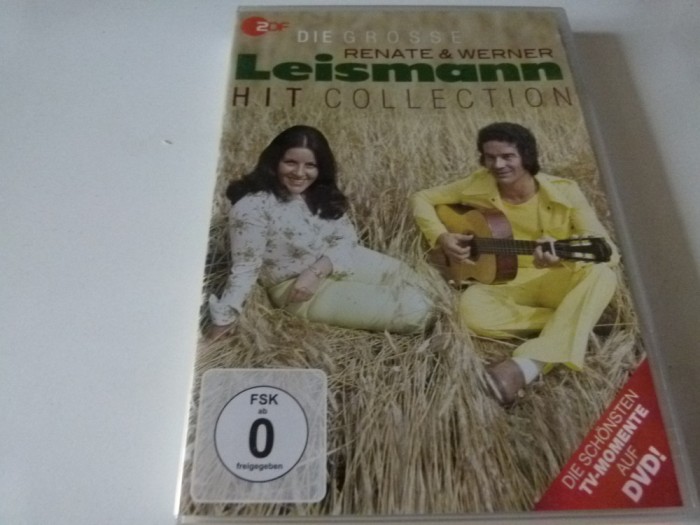 ZDF
DIE GROSSE
RENATE & WERNER
Leismann
HIT COLLECTION
FSK
ab
0
freigegeben
DIE SCHÖNSTEN
TV-MOMENTE
AUF
DVD!